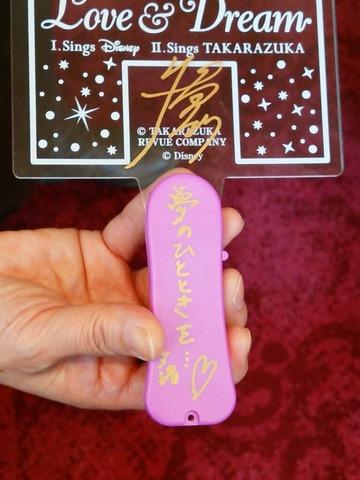 Love & Dream
I.Sings Disney II.Sings TAKARAZUKA
© TAKARAZUKA
REVUE COMPANY
© Disney
夢のひとときを…